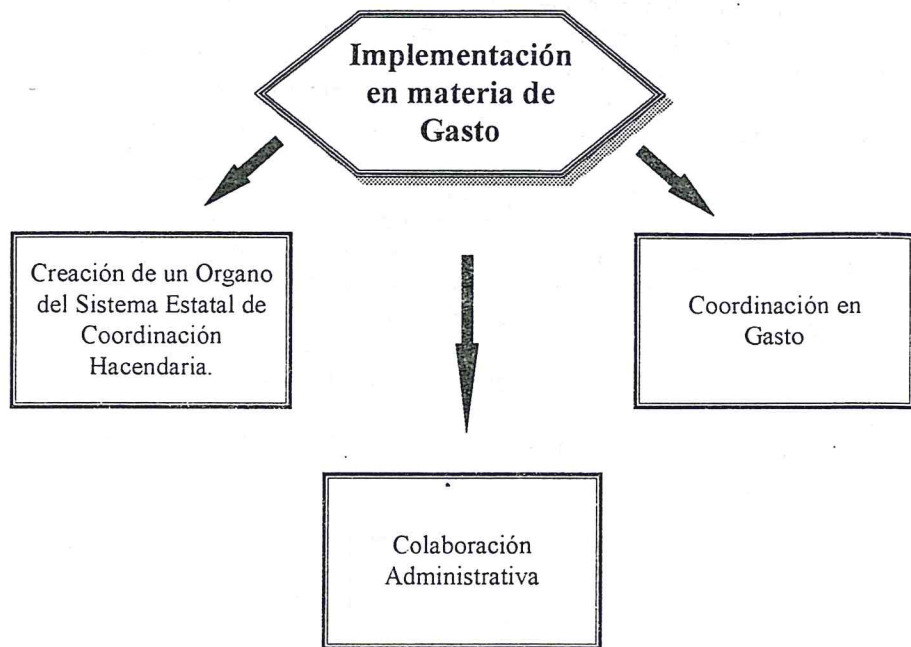 Implementación
en materia de
Gasto
Creación de un Organo
del Sistema Estatal de
Coordinación
Hacendaria.
Coordinación en
Gasto
Colaboración
Administrativa